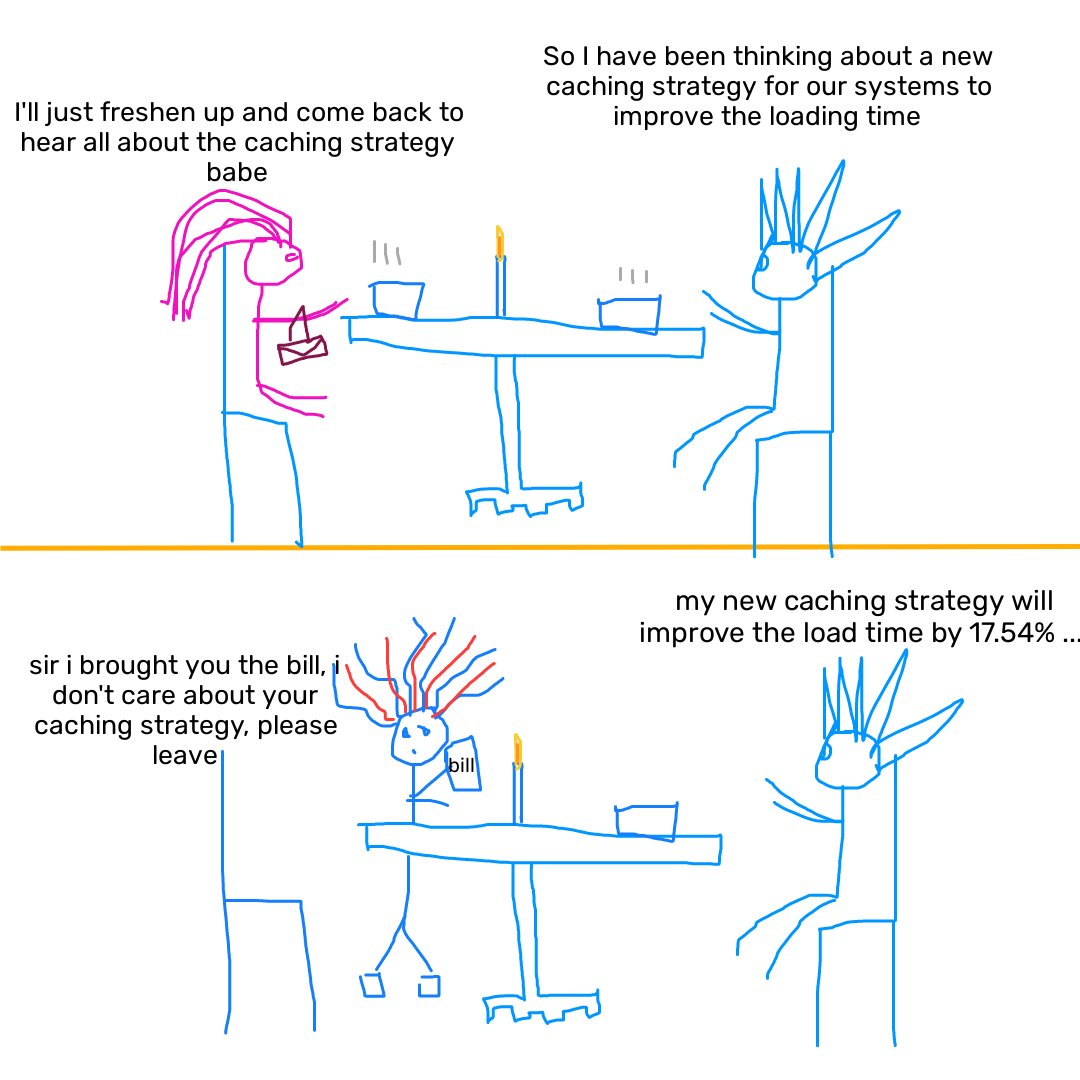 I'll just freshen up and come back to
hear all about the caching strategy
babe
So I have been thinking about a new
caching strategy for our systems to
improve the loading time
sir i brought you the bill, i
don't care about your
caching strategy, please
leave
bill
my new caching strategy will
improve the load time by 17.54% ...